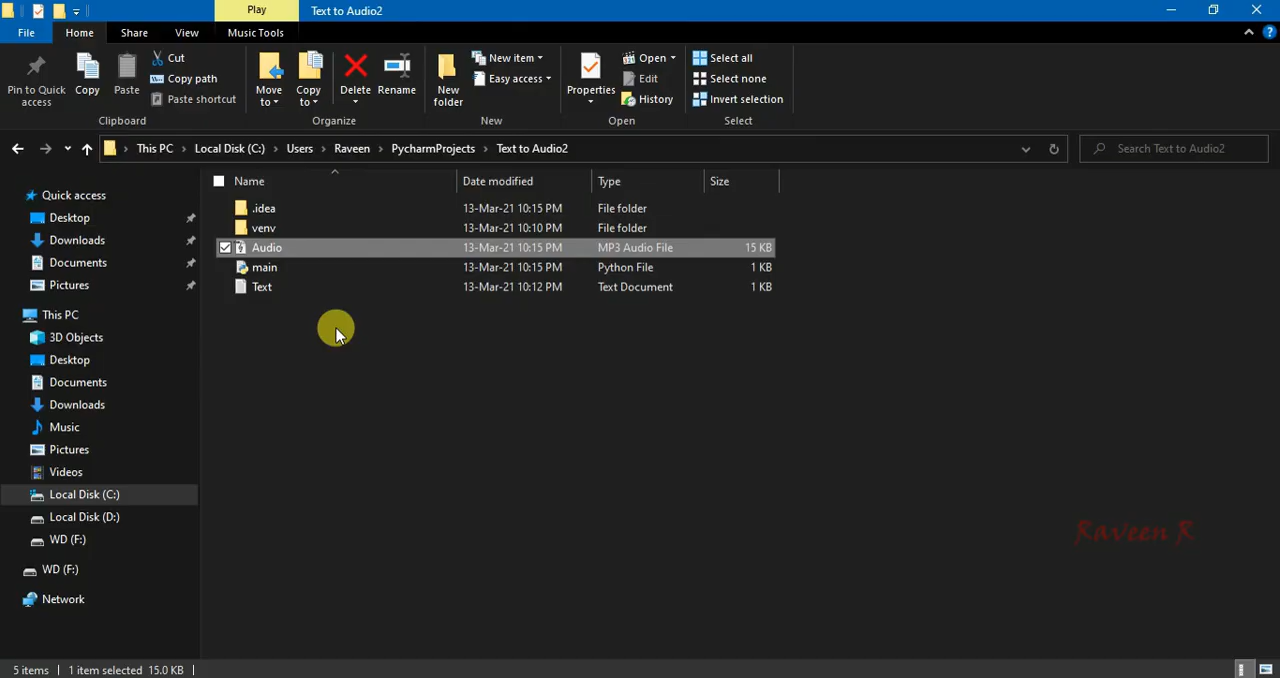 Play
Text to Audio2
File
Home
Share
View
Music Tools
Pin to Quick access
Copy
Paste
Cut
Copy path
Paste shortcut
Clipboard
Move to
Copy to
Delete
Rename
Organize
New folder
New item
Easy access
New
Properties
Open
Edit
History
Open
Select all
Select none
Invert selection
Select
This PC
Local Disk (C:)
Users
Raveen
PycharmProjects
Text to Audio2
Search Text to Audio2
Quick access
Desktop
Downloads
Documents
Pictures
This PC
3D Objects
Desktop
Documents
Downloads
Music
Pictures
Videos
Local Disk (C:)
Local Disk (D:)
WD (F:)
WD (F:)
Network
Name Date modified Type Size
.idea 13-Mar-21 10:15 PM File folder
venv 13-Mar-21 10:10 PM File folder
Audio 13-Mar-21 10:15 PM MP3 Audio File 15 KB
main 13-Mar-21 10:15 PM Python File 1 KB
Text 13-Mar-21 10:12 PM Text Document 1 KB
Raveen R
5 items 1 item selected 15.0 KB